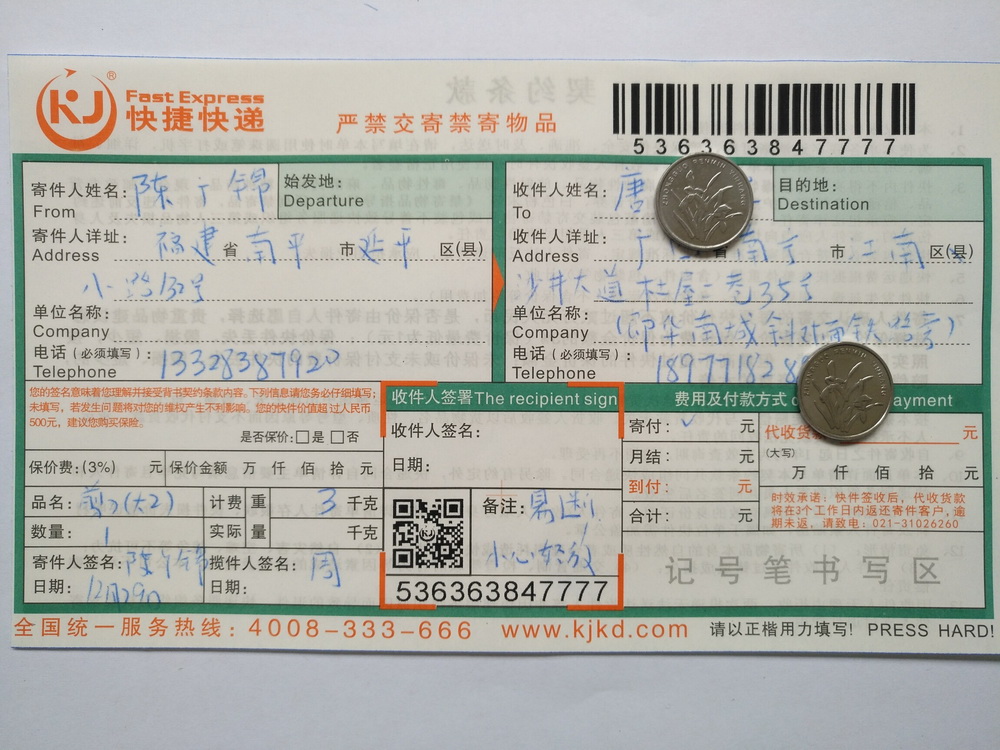 KJ® Fast Express
快捷快递
严禁交寄禁寄物品
536363847777
寄件人姓名: 陈 锦
From
始发地:
Departure
寄件人详址: 福建 省 南平 市 延平 区(县)
Address
小 路 132号
单位名称:
Company
电话(必须填写): 13328387920
Telephone
收件人姓名: 唐
To
目的地:
Destination
收件人详址: 广 省 南宁 市 江南 区(县)
Address
沙井大道 杜屋二巷35号
单位名称: (印华南城斜对面铁 )
Company
电话(必须填写): 189771828
Telephone
您的签名意味着您理解并接受背书契约条款内容。下列信息请您务必仔细填写;
未填写,若发生问题将对您的维权产生不利影响。您的快件价值超过人民币
500元,建议您购买保险。
是否保价: □是 □否
保价费:(3%) 元 保价金额 万 仟 佰 拾 元
品名: 剪刀(大2) 计费重量 3 千克
数量: 1 实际重量 千克
寄件人签名: 陈 锦 揽件人签名: 周
日期: 12月29日 日期:
收件人签署The recipient sign
收件人签名:
日期:
备注: 易断
小心轻放
536363847777
费用及付款方式 ayment
寄付: ✓ 元
月结: 元
到付: 元
合计: 元
代收货 元
(大写)
万 仟 佰 拾 元
时效承诺:快件签收后,代收货款
将在3个工作日内返还寄件客户,逾
期未返,请致电:021-31026260
记号笔书写区
全国统一服务热线:4008-333-666 www.kjkd.com 请以正楷用力填写! PRESS HARD!